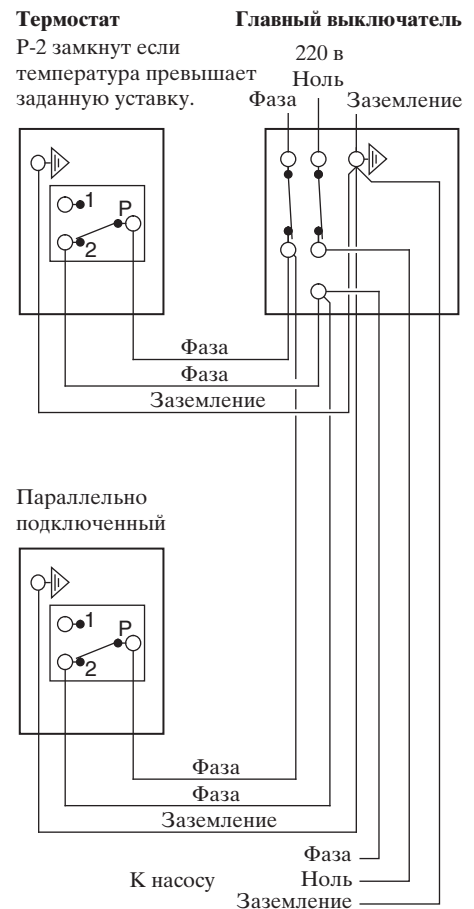 Термостат
Р-2 замкнут если
температура превышает
заданную уставку.
Главный выключатель
220 в
Ноль
Фаза
Заземление
1
P
2
Фаза
Фаза
Заземление
Параллельно
подключенный
1
P
2
Фаза
Фаза
Заземление
К насосу
Фаза
Ноль
Заземление